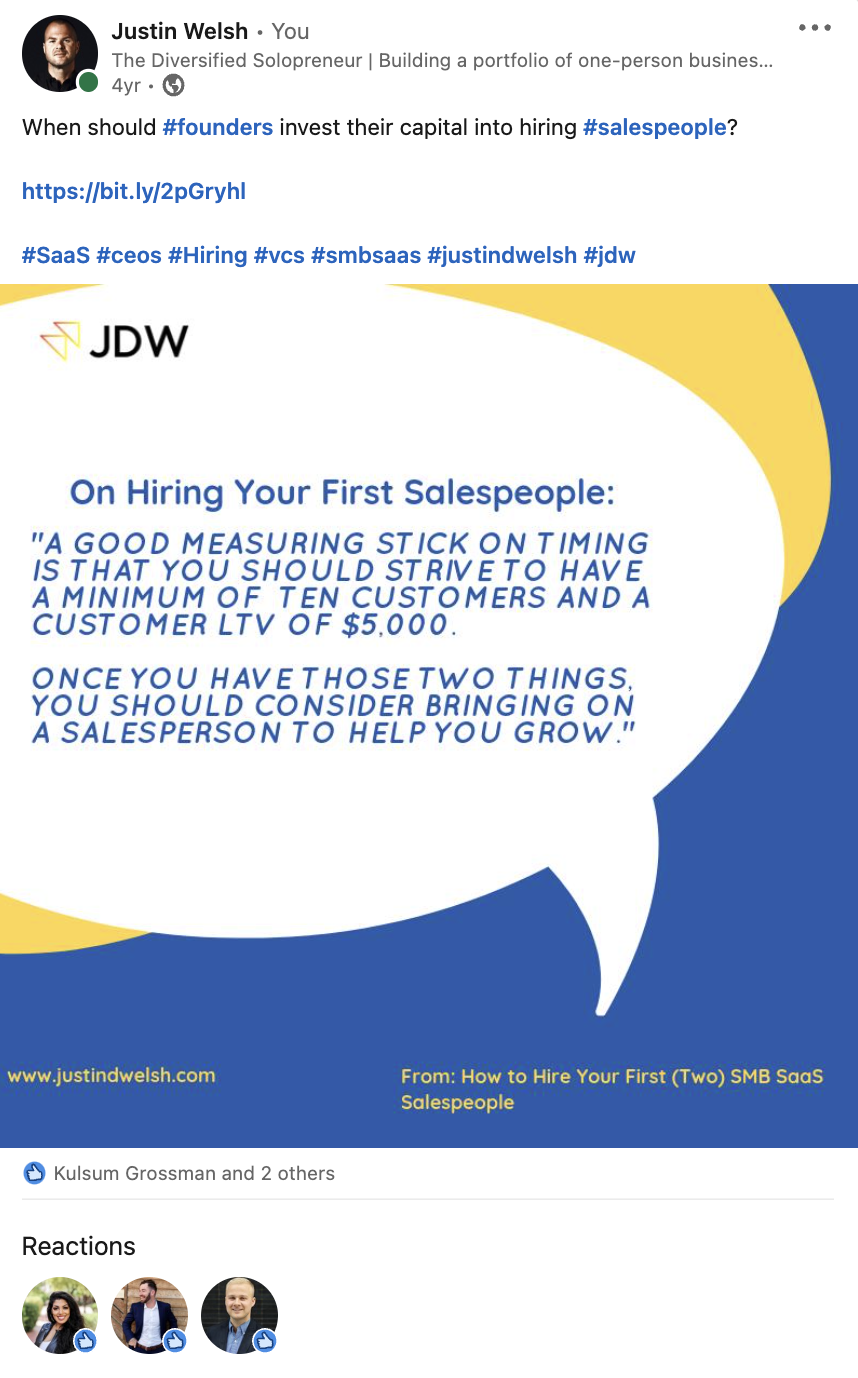 Justin Welsh • You
The Diversified Solopreneur | Building a portfolio of one-person busines...
4yr •
When should #founders invest their capital into hiring #salespeople?
https://bit.ly/2pGryhl
#SaaS #ceos #Hiring #vcs #smbsaas #justindwelsh #jdw
JDW
On Hiring Your First Salespeople:
"A GOOD MEASURING STICK ON TIMING
IS THAT YOU SHOULD STRIVE TO HAVE
A MINIMUM OF TEN CUSTOMERS AND A
CUSTOMER LTV OF $5,000.
ONCE YOU HAVE THOSE TWO THINGS,
YOU SHOULD CONSIDER BRINGING ON
A SALESPERSON TO HELP YOU GROW."
www.justindwelsh.com
From: How to Hire Your First (Two) SMB SaaS
Salespeople
Kulsum Grossman and 2 others
Reactions